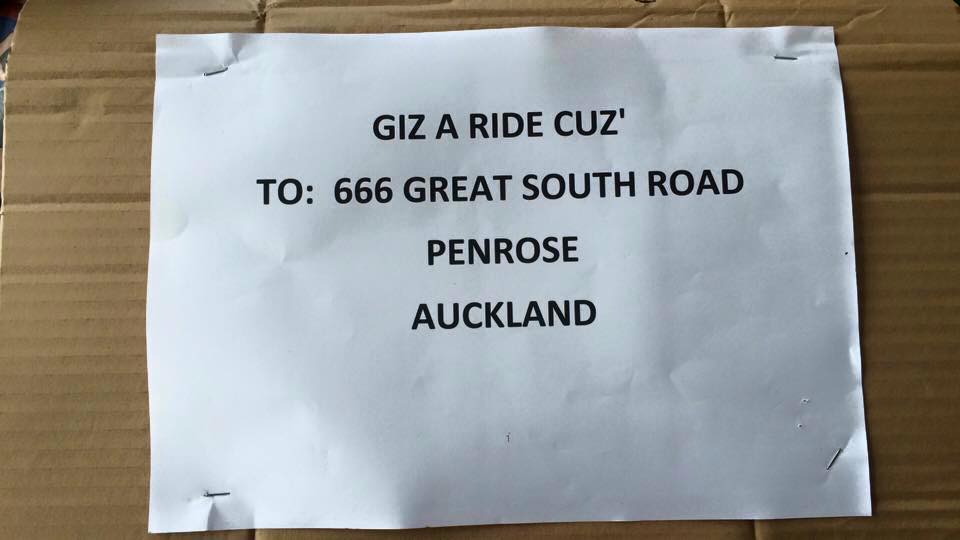 GIZ A RIDE CUZ'
TO: 666 GREAT SOUTH ROAD
PENROSE
AUCKLAND